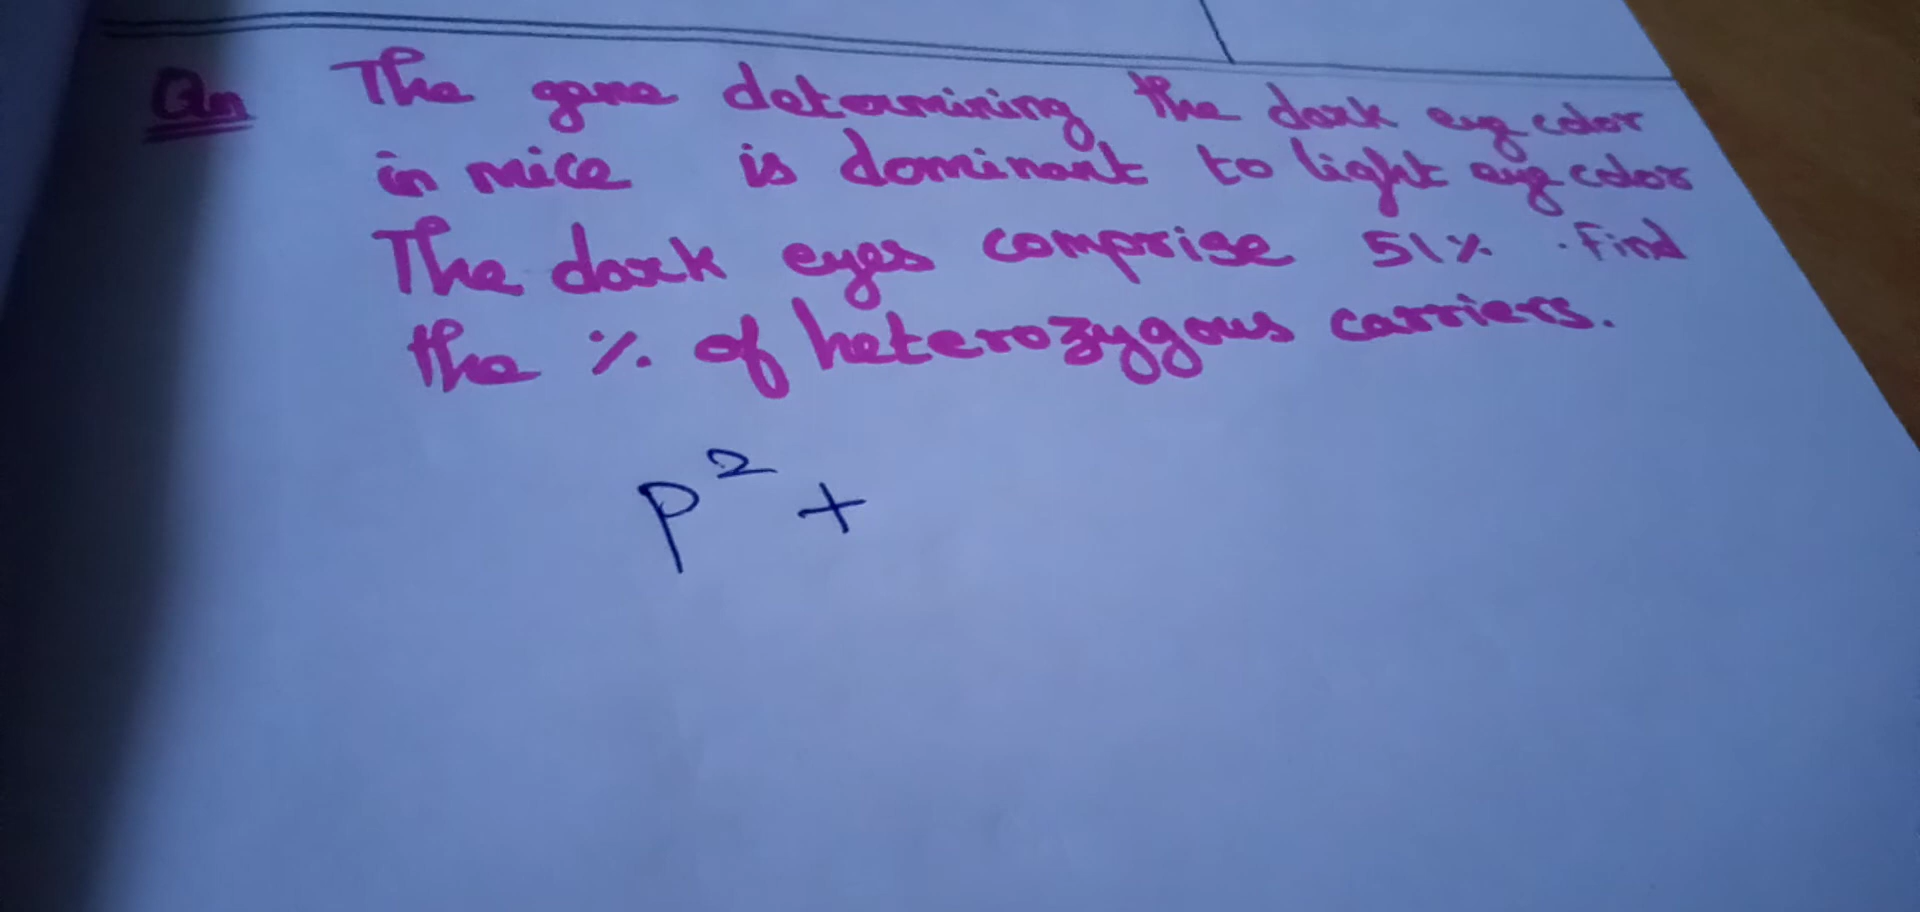 Qn The gene determining the dark eye color
in mice is dominant to light eye color
The dark eyes comprise 51% . Find
the % of heterozygous carriers.
p² +